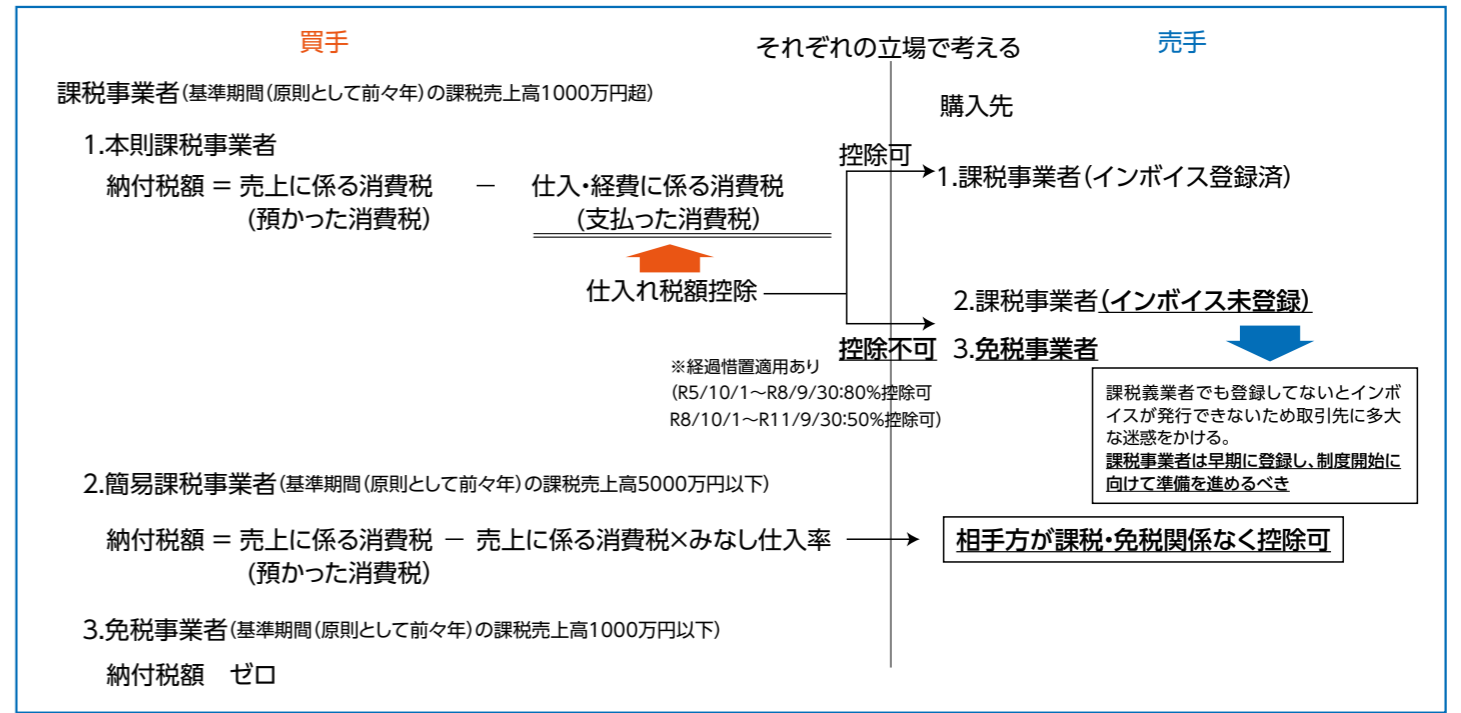 買手
それぞれの立場で考える
売手
課税事業者(基準期間(原則として前々年)の課税売上高1000万円超)
購入先
1.本則課税事業者
控除可
納付税額 = 売上に係る消費税 － 仕入・経費に係る消費税
(預かった消費税) (支払った消費税)
1.課税事業者(インボイス登録済)
仕入れ税額控除
2.課税事業者(インボイス未登録)
控除不可 3.免税事業者
※経過惜置適用あり
(R5/10/1～R8/9/30:80%控除可
R8/10/1～R11/9/30:50%控除可)
課税義業者でも登録してないとインボ
イスが発行できないため取引先に多大
な迷惑をかける。
課税事業者は早期に登録し、制度開始に
向けて準備を進めるべき
2.簡易課税事業者(基準期間(原則として前々年)の課税売上高5000万円以下)
納付税額 = 売上に係る消費税 － 売上に係る消費税×みなし仕入率
(預かった消費税)
相手方が課税・免税関係なく控除可
3.免税事業者(基準期間(原則として前々年)の課税売上高1000万円以下)
納付税額　ゼロ